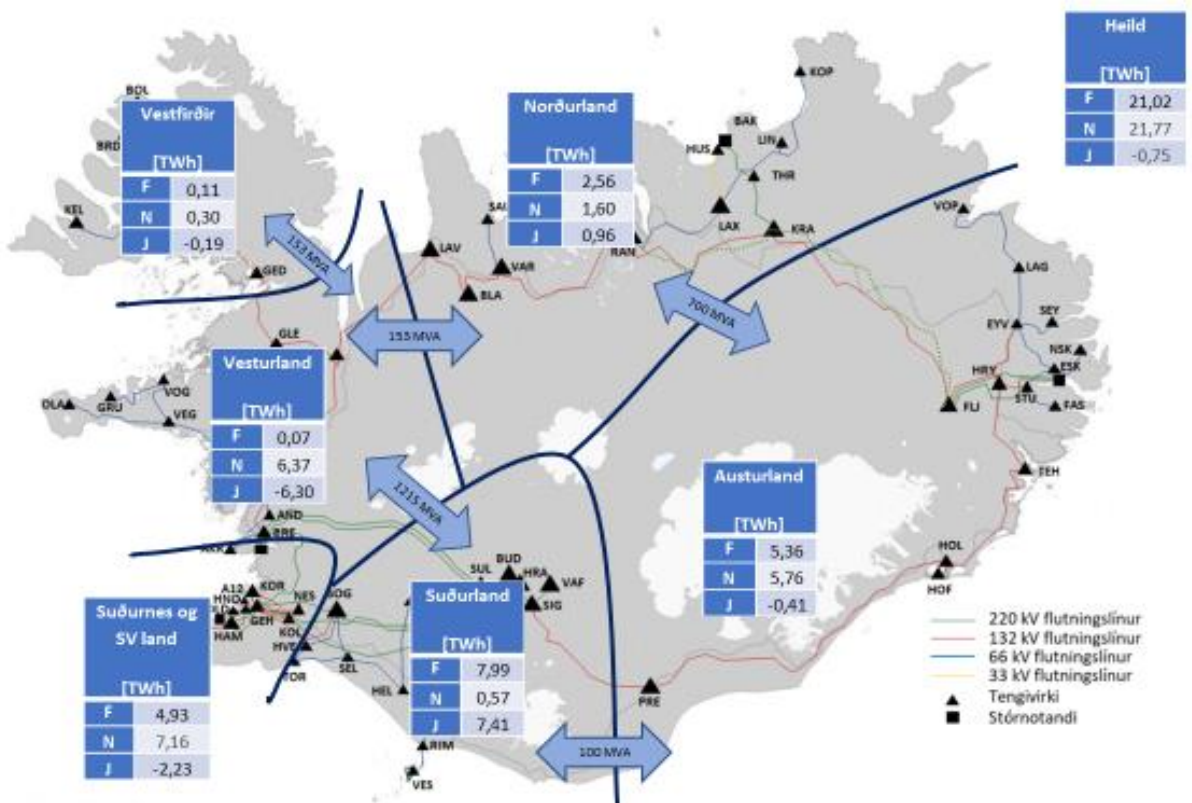 Heild
[TWh]
F 21,02
N 21,77
J -0,75
KOP
BOL
Vestfirðir
[TWh]
F 0,11
N 0,30
J -0,19
Norðurland
[TWh]
F 2,56
N 1,60
J 0,96
BAK
HUS
LIN
THR
BRD
KEL
LAX
KRA
VOP
RAN
153 MVA
LAV
VAR
BLA
GED
LAG
700 MVA
153 MVA
SEY
EYV
GLE
NSK
ESK
HRY
STU
FAS
FLJ
Vesturland
[TWh]
F 0,07
N 6,37
J -6,30
VOG
OLA
GRU
VEG
TEH
1215 MVA
Austurland
[TWh]
F 5,36
N 5,76
J -0,41
AND
BRE
BUD
SUL
HRA
VAF
SIG
HOL
HOF
A12
KOR
NES
GEH
HAM
KOL
HVE
TOR
SEL
HEL
Suðurnes og
SV land
[TWh]
F 4,93
N 7,16
J -2,23
Suðurland
[TWh]
F 7,99
N 0,57
J 7,41
PRE
RIM
VES
100 MVA
220 kV flutningslínur
132 kV flutningslínur
66 kV flutningslínur
33 kV flutningslínur
Tengivirki
Stórnotandi